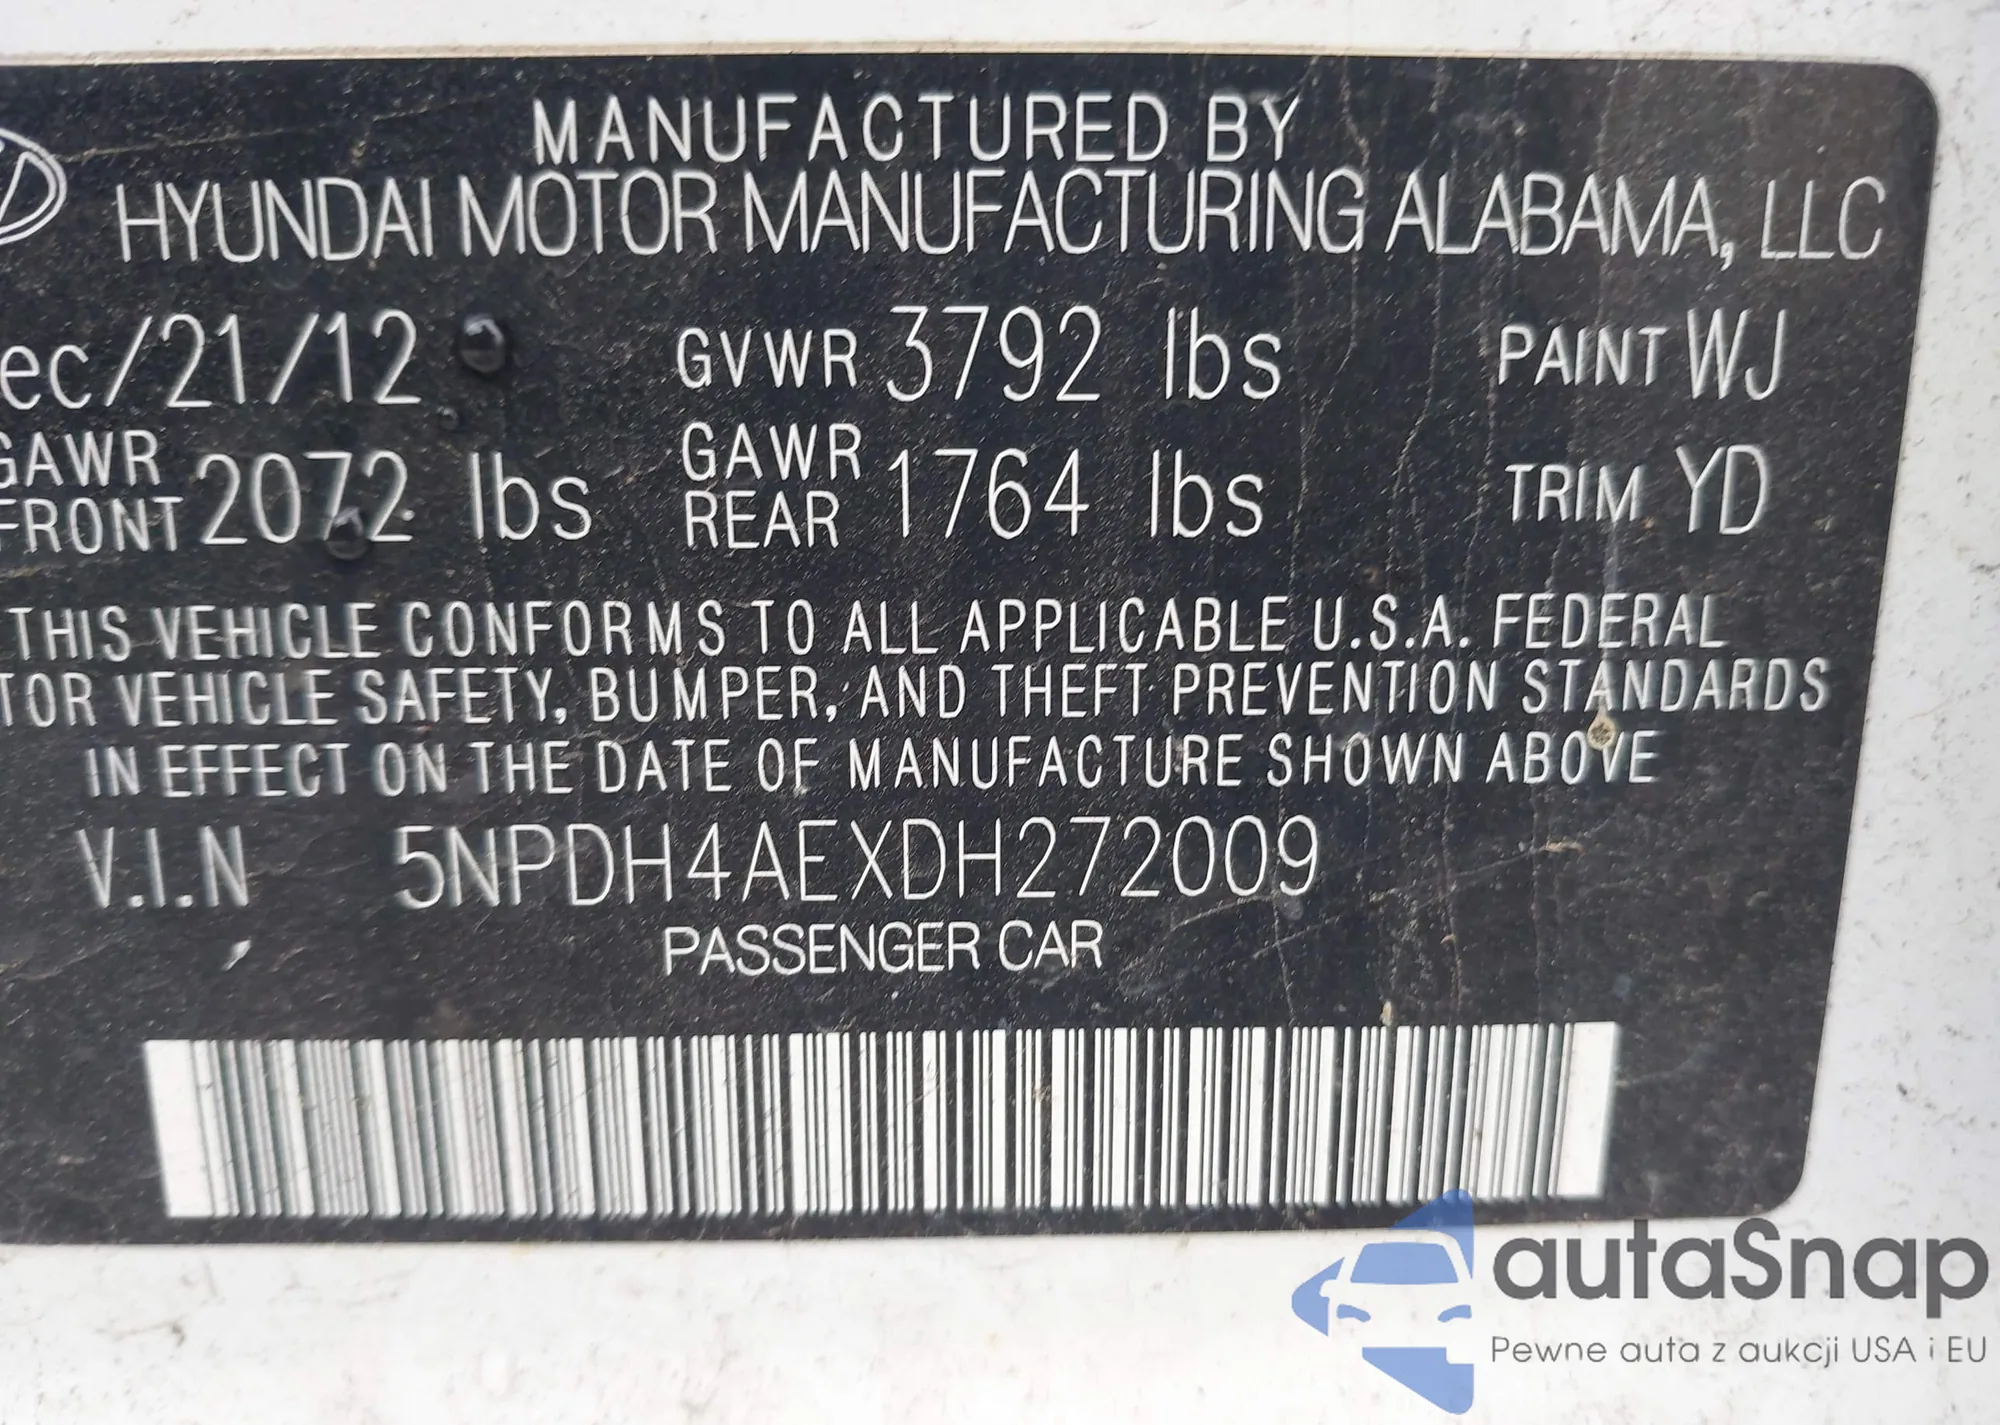 MANUFACTURED BY
HYUNDAI MOTOR MANUFACTURING ALABAMA, LLC
ec/21/12 GVWR 3792 lbs PAINT WJ
GAWR FRONT 2072 lbs GAWR REAR 1764 lbs TRIM YD
THIS VEHICLE CONFORMS TO ALL APPLICABLE U.S.A. FEDERAL
TOR VEHICLE SAFETY, BUMPER, AND THEFT PREVENTION STANDARDS
IN EFFECT ON THE DATE OF MANUFACTURE SHOWN ABOVE
V.I.N 5NPDH4AEXDH272009
PASSENGER CAR
autaSnap
Pewne auta z aukcji USA i EU